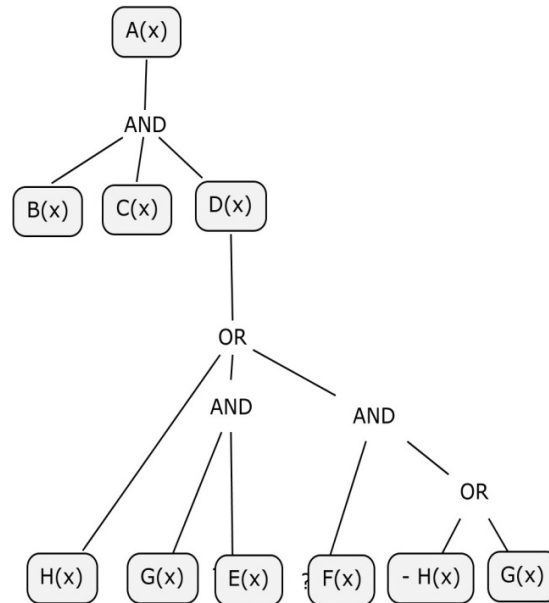 A(x)
AND
B(x) C(x) D(x)
OR
AND AND
OR
H(x) G(x) E(x) ? F(x) - H(x) G(x)